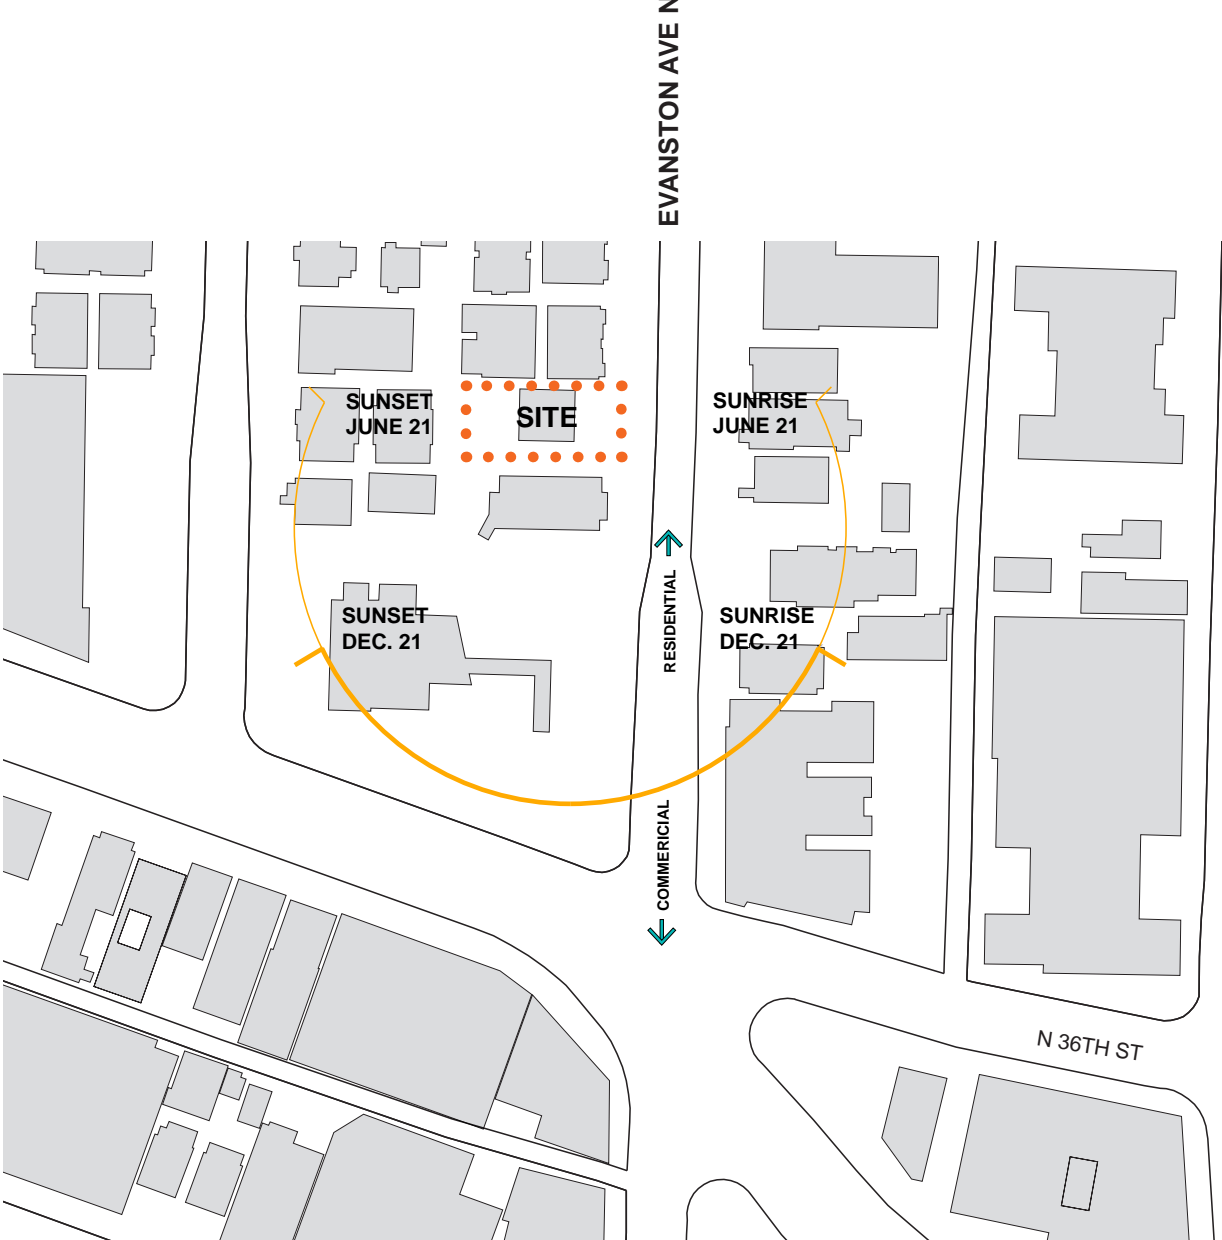 EVANSTON AVE N
SUNSET
JUNE 21
SITE
SUNRISE
JUNE 21
RESIDENTIAL
SUNSET
DEC. 21
SUNRISE
DEC. 21
COMMERICIAL
N 36TH ST